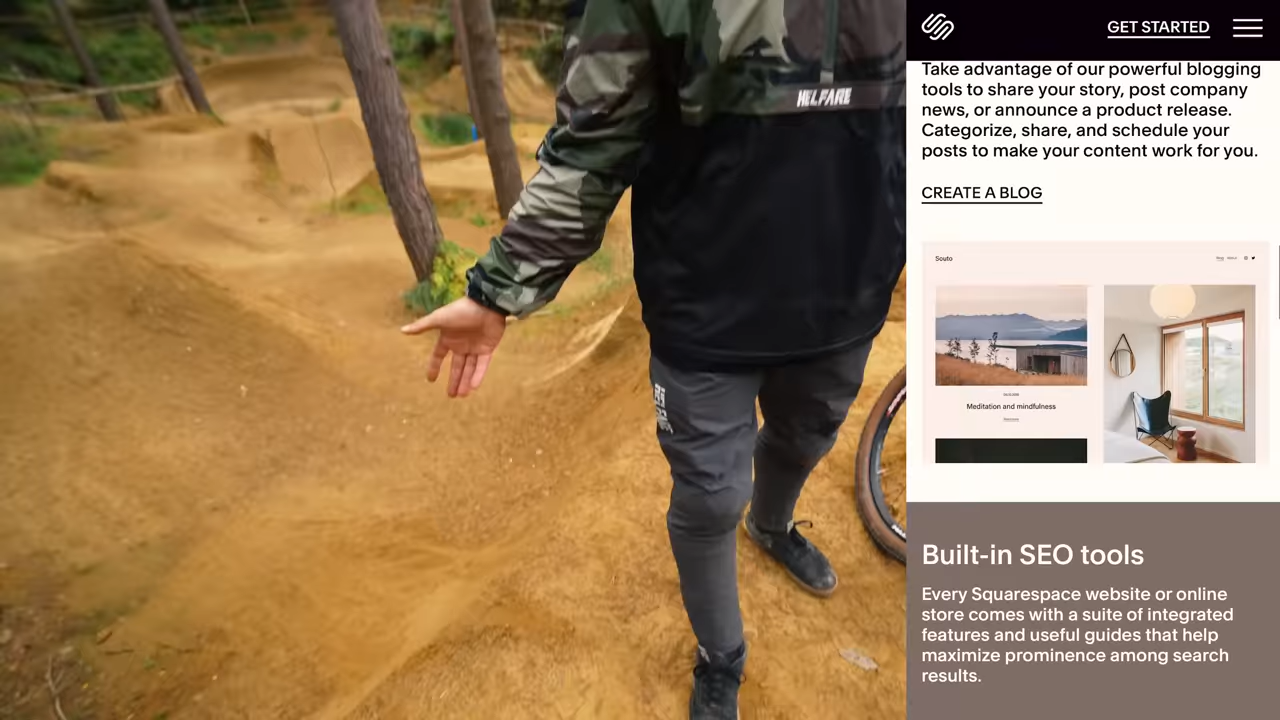 HELFARE
GET STARTED
Take advantage of our powerful blogging
tools to share your story, post company
news, or announce a product release.
Categorize, share, and schedule your
posts to make your content work for you.
CREATE A BLOG
Souto
Meditation and mindfulness
Built-in SEO tools
Every Squarespace website or online
store comes with a suite of integrated
features and useful guides that help
maximize prominence among search
results.